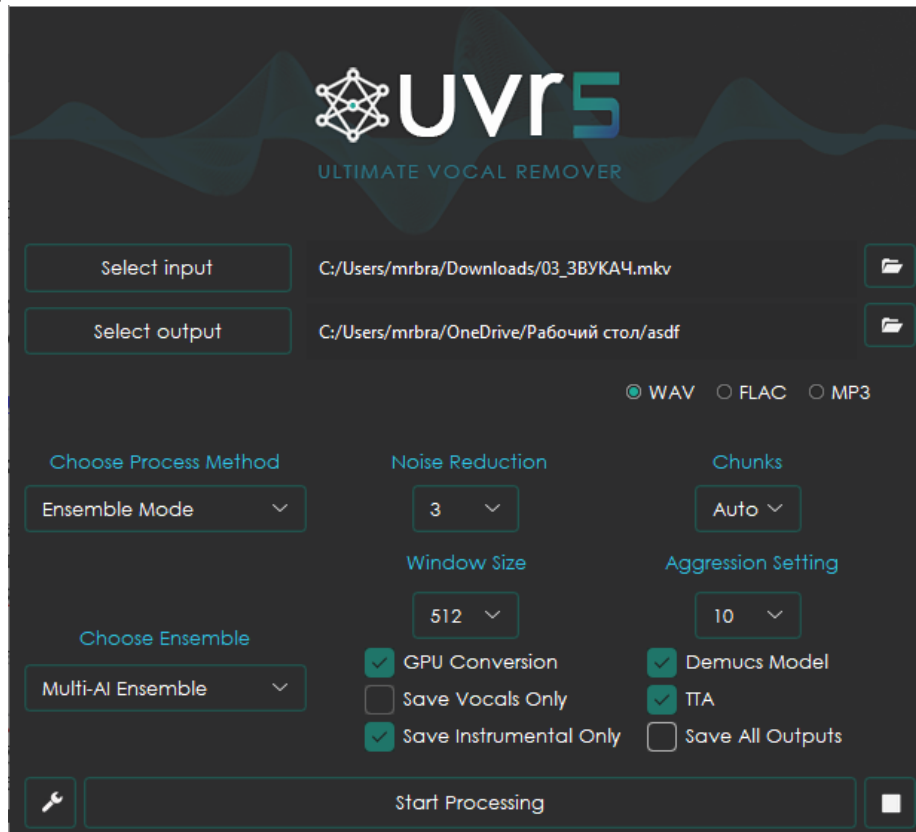 uvr5
ULTIMATE VOCAL REMOVER
Select input C:/Users/mrbra/Downloads/03_ЗВУКАЧ.mkv
Select output C:/Users/mrbra/OneDrive/Рабочий стол/asdf
WAV FLAC MP3
Choose Process Method Noise Reduction Chunks
Ensemble Mode 3 Auto
Window Size Aggression Setting
512 10
Choose Ensemble
GPU Conversion Demucs Model
Multi-AI Ensemble
Save Vocals Only TTA
Save Instrumental Only Save All Outputs
Start Processing